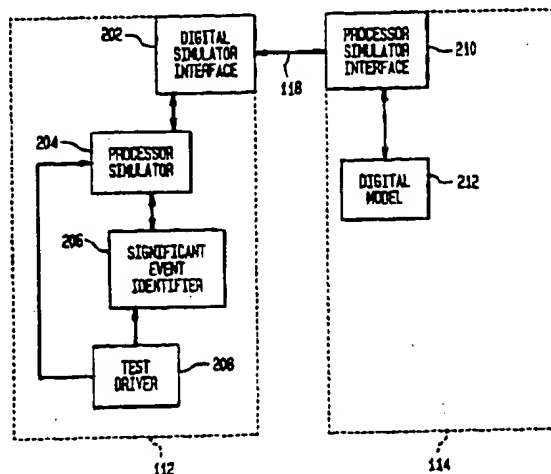 202
DIGITAL
SIMULATOR
INTERFACE
118
PROCESSOR
SIMULATOR
INTERFACE
210
204
PROCESSOR
SIMULATOR
DIGITAL
MODEL
212
206
SIGNIFICANT
EVENT
IDENTIFIER
TEST
DRIVER
208
112
114